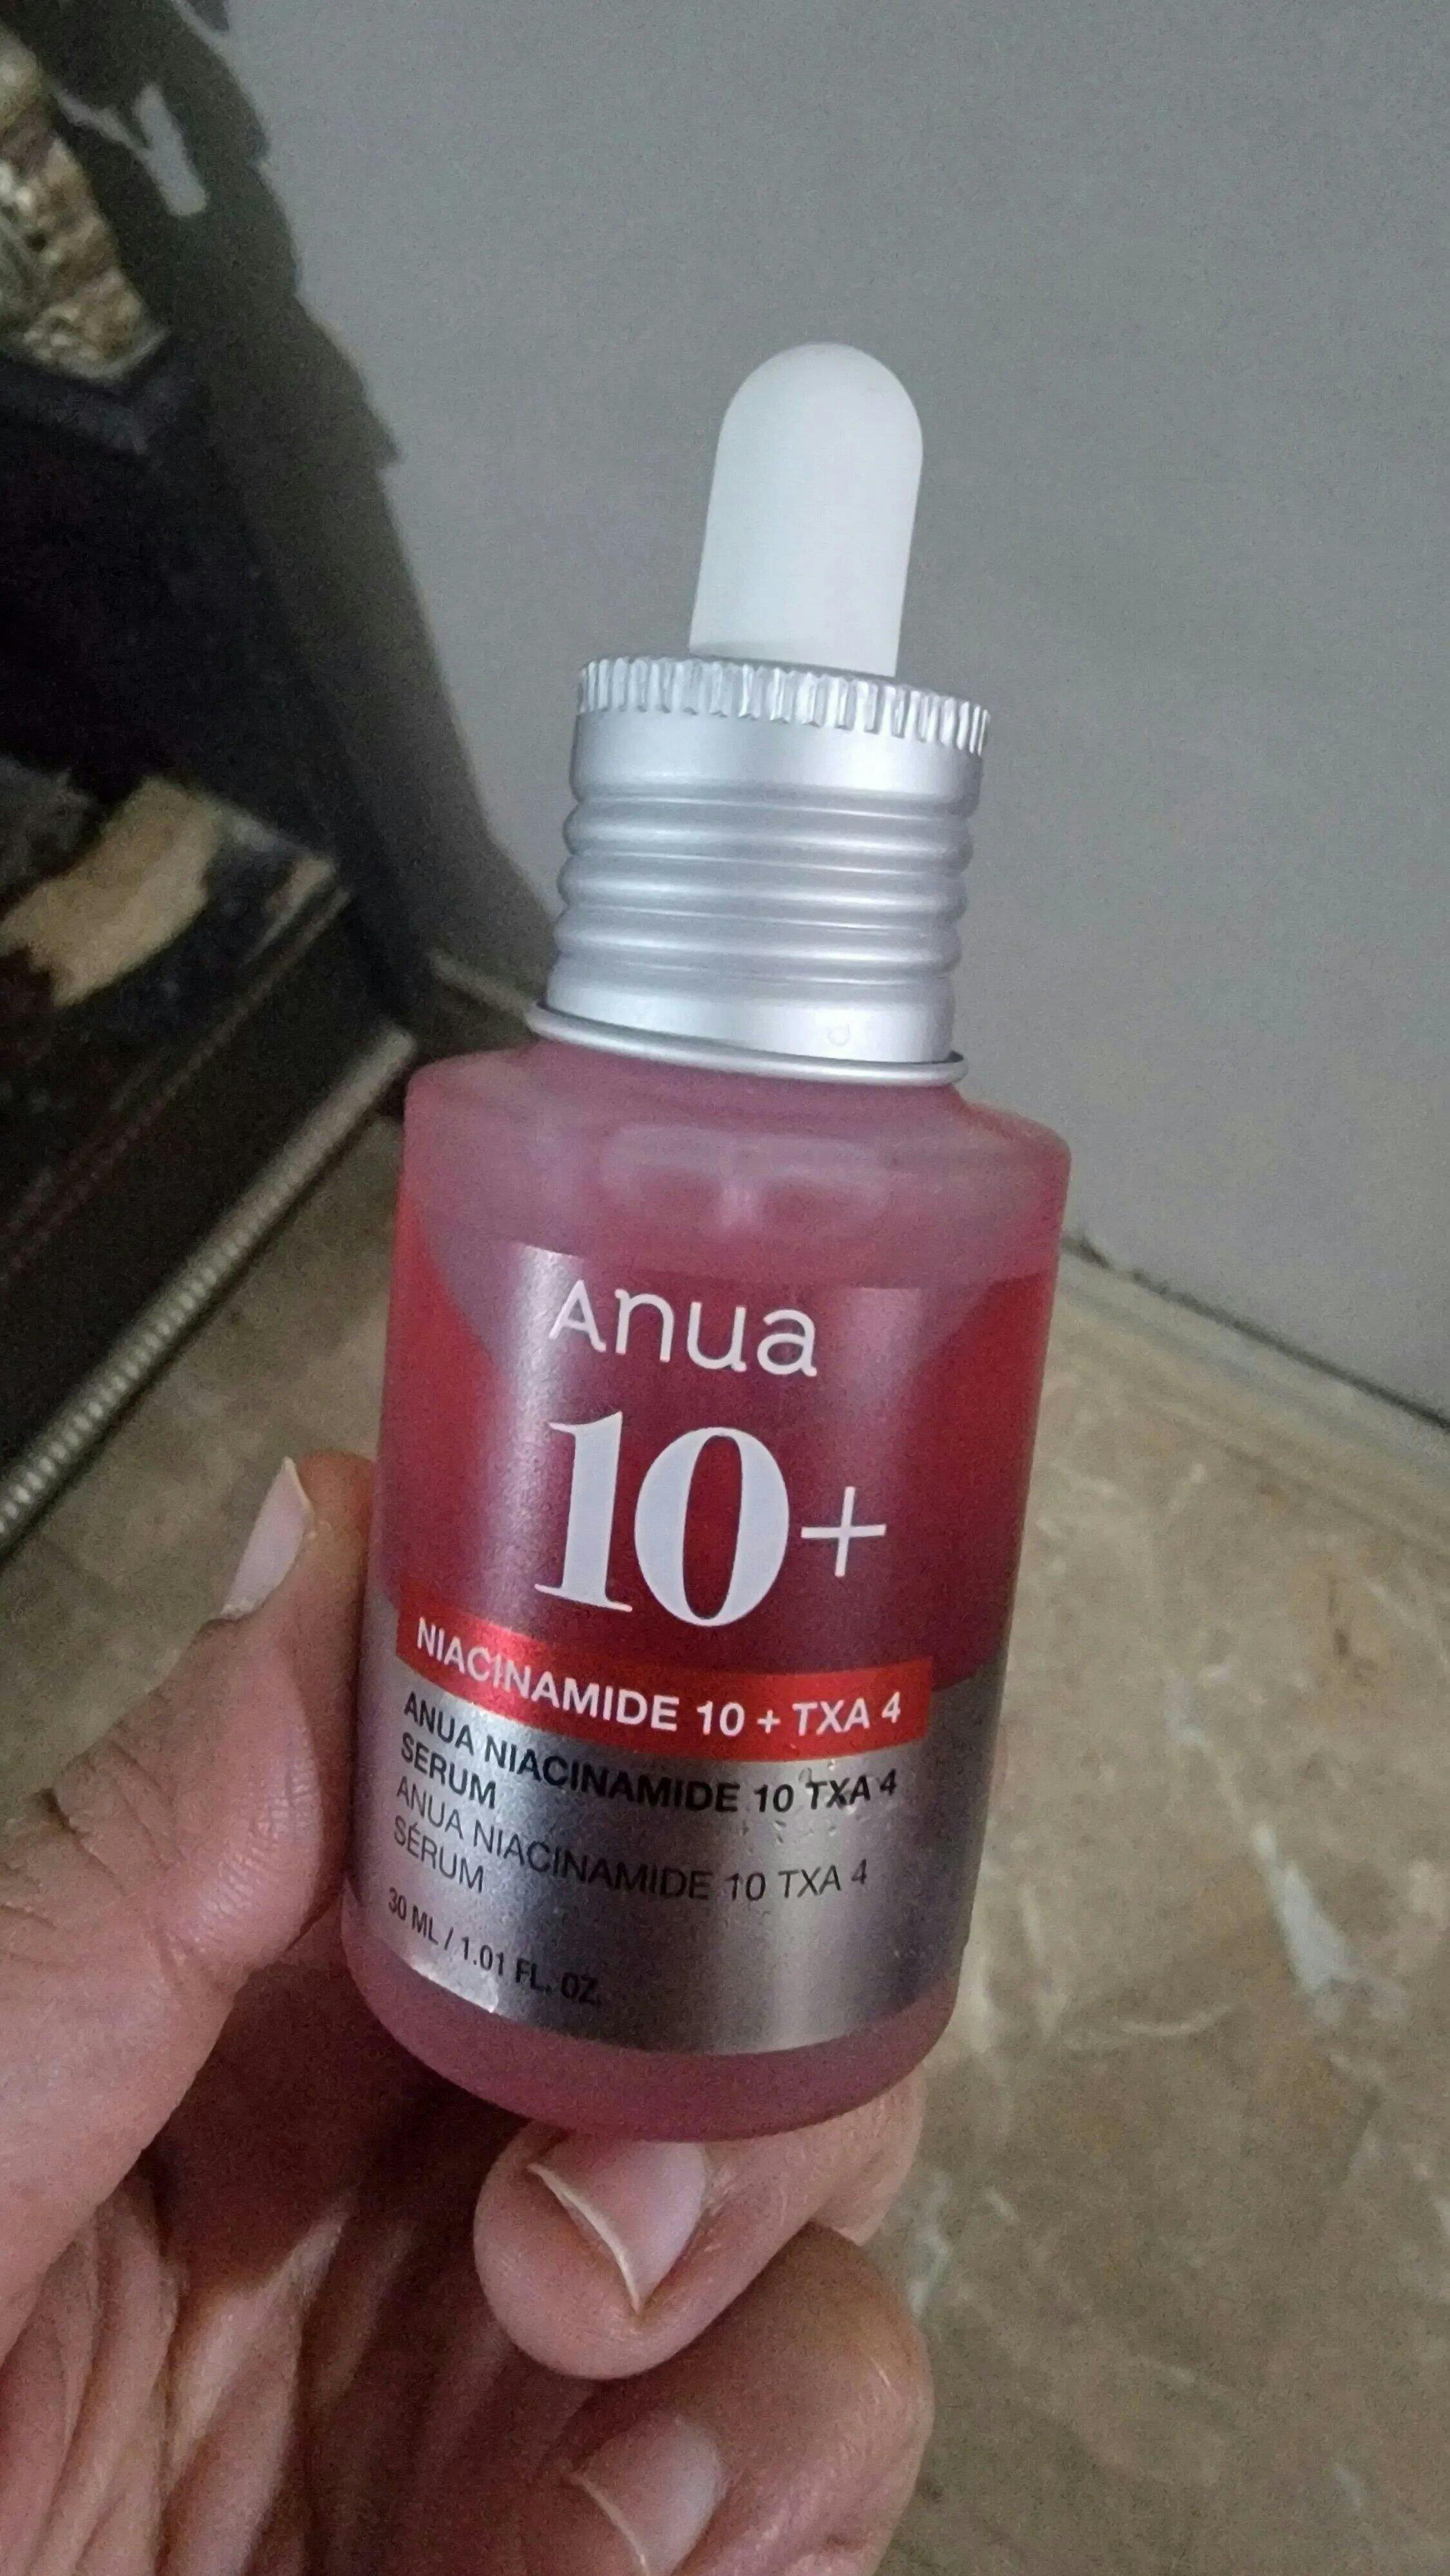 Anua
10+
NIACINAMIDE 10 + TXA 4
ANUA NIACINAMIDE 10 TXA 4
SERUM
ANUA NIACINAMIDE 10 TXA 4
SÉRUM
30 ML / 1.01 FL. OZ.